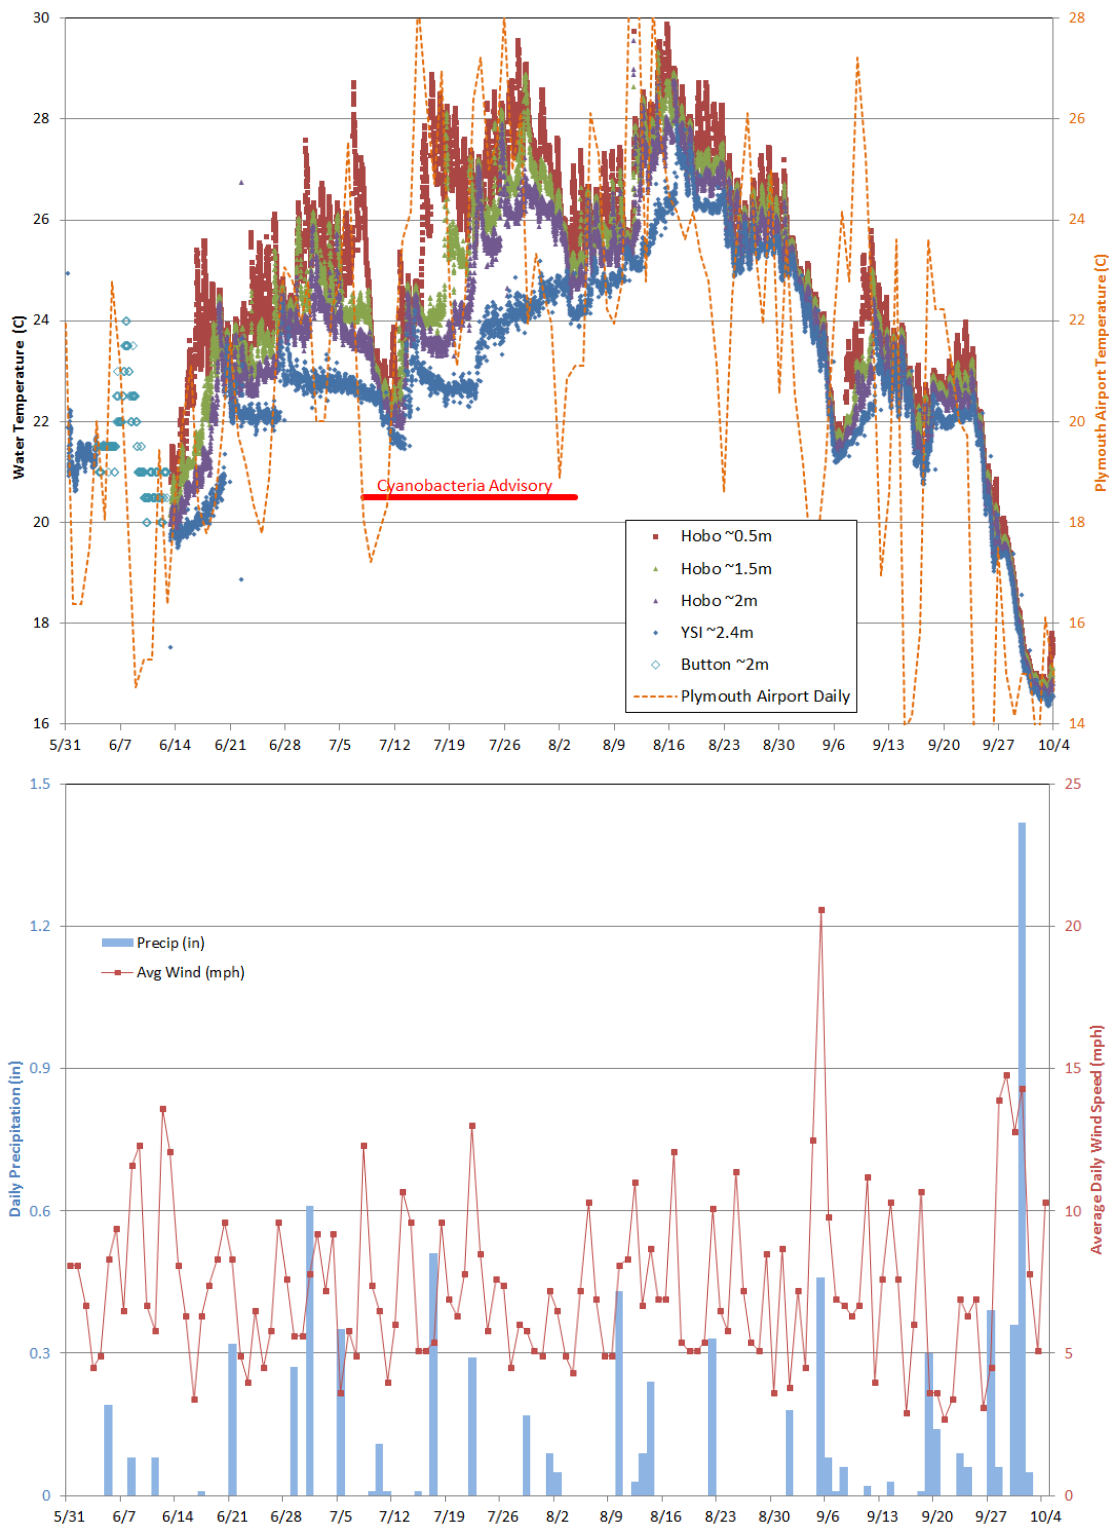 30
28
26
24
22
20
18
16
Water Temperature (C)
28
26
24
22
20
18
16
14
Plymouth Airport Temperature (C)
Cyanobacteria Advisory
Hobo ~0.5m
Hobo ~1.5m
Hobo ~2m
YSI ~2.4m
Button ~2m
Plymouth Airport Daily
5/31 6/7 6/14 6/21 6/28 7/5 7/12 7/19 7/26 8/2 8/9 8/16 8/23 8/30 9/6 9/13 9/20 9/27 10/4
1.5
1.2
0.9
0.6
0.3
0
Daily Precipitation (in)
25
20
15
10
5
0
Average Daily Wind Speed (mph)
Precip (in)
Avg Wind (mph)
5/31 6/7 6/14 6/21 6/28 7/5 7/12 7/19 7/26 8/2 8/9 8/16 8/23 8/30 9/6 9/13 9/20 9/27 10/4